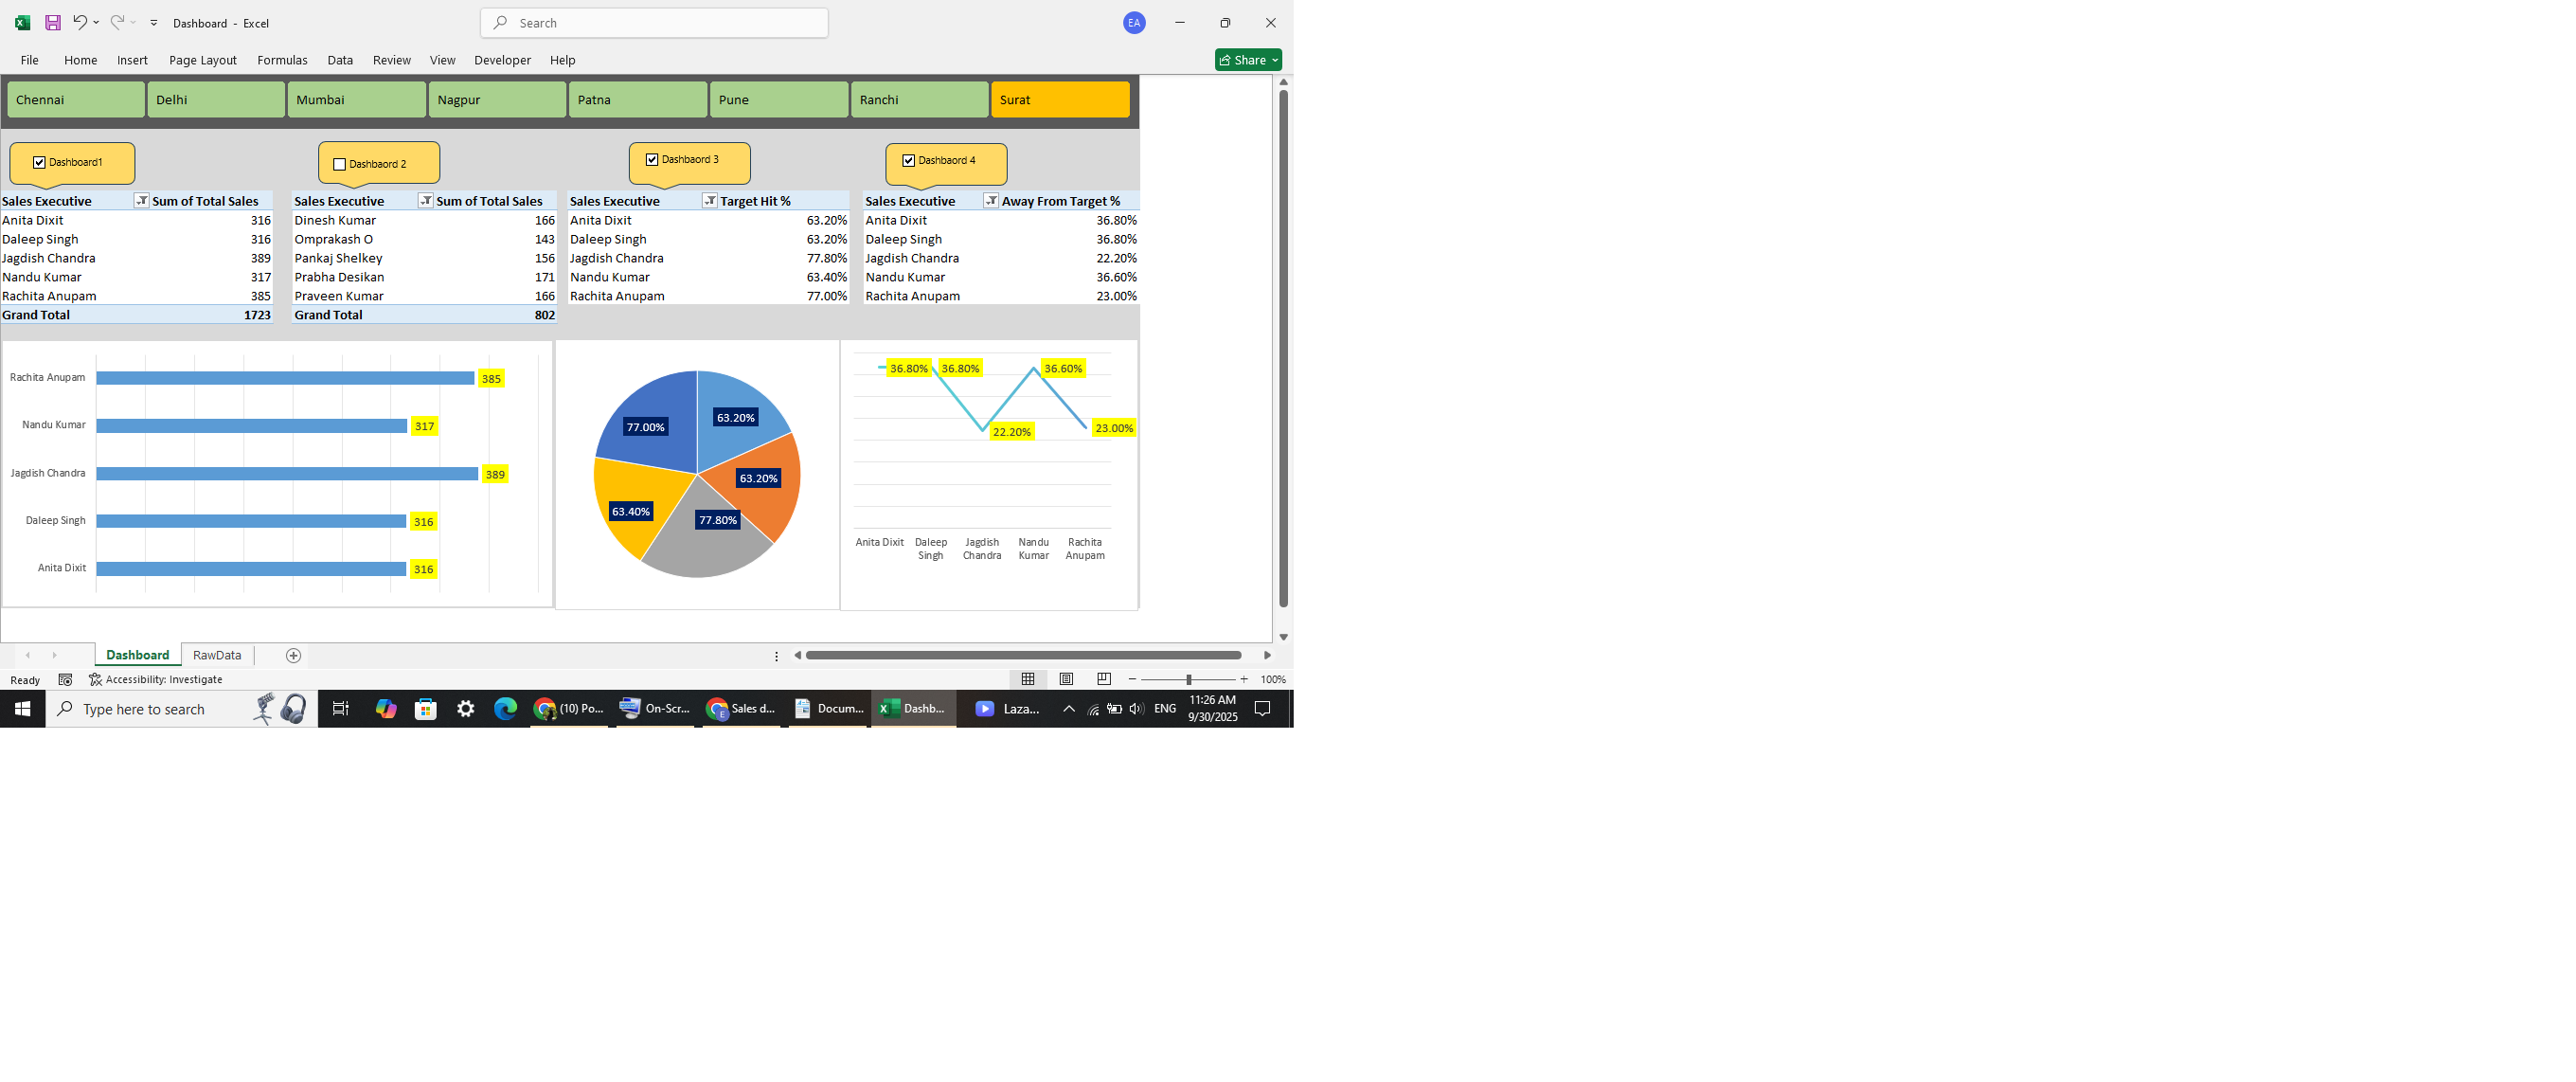 Dashboard - Excel
Search
EA
File Home Insert Page Layout Formulas Data Review View Developer Help
Share
Chennai Delhi Mumbai Nagpur Patna Pune Ranchi Surat
Dashboard1
Dashbaord 2
Dashbaord 3
Dashbaord 4
Sales Executive Sum of Total Sales Sales Executive Sum of Total Sales Sales Executive Target Hit % Sales Executive Away From Target %
Anita Dixit 316 Dinesh Kumar 166 Anita Dixit 63.20% Anita Dixit 36.80%
Daleep Singh 316 Omprakash O 143 Daleep Singh 63.20% Daleep Singh 36.80%
Jagdish Chandra 389 Pankaj Shelkey 156 Jagdish Chandra 77.80% Jagdish Chandra 22.20%
Nandu Kumar 317 Prabha Desikan 171 Nandu Kumar 63.40% Nandu Kumar 36.60%
Rachita Anupam 385 Praveen Kumar 166 Rachita Anupam 77.00% Rachita Anupam 23.00%
Grand Total 1723 Grand Total 802
Rachita Anupam 385
Nandu Kumar 317
Jagdish Chandra 389
Daleep Singh 316
Anita Dixit 316
63.20%
77.00%
63.20%
63.40%
77.80%
36.80% 36.80% 36.60%
22.20% 23.00%
Anita Dixit Daleep Jagdish Nandu Rachita
Singh Chandra Kumar Anupam
Dashboard RawData
Ready Accessibility: Investigate 100%
Type here to search
(10) Po...
On-Scr...
Sales d...
Docum...
Dashb...
Laza...
ENG
11:26 AM
9/30/2025